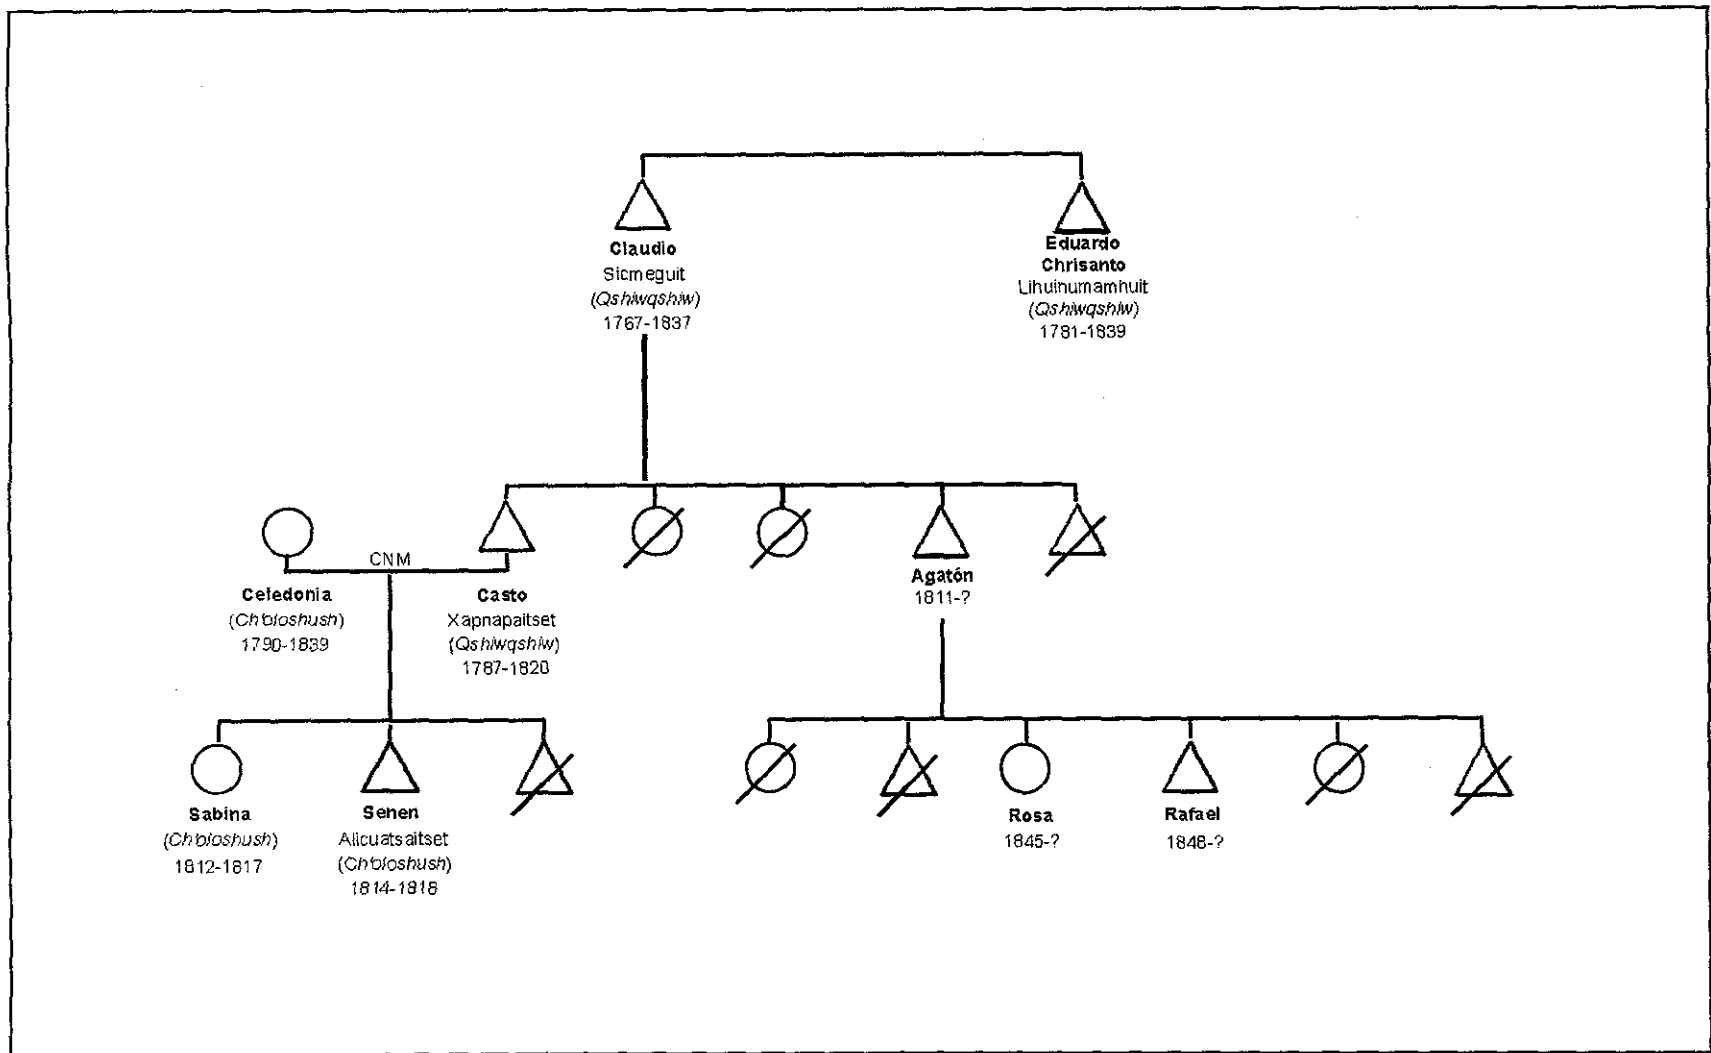 Claudio
Sicmeguit
(Qshiwqshiw)
1767-1837
Eduardo
Chrisanto
Lihuinumamhuit
(Qshiwqshiw)
1781-1839
CNM
Celedonia
(Ch'oloshush)
1790-1839
Casto
Xapnapaitset
(Qshiwqshiw)
1787-1820
Agatón
1811-?
Sabina
(Ch'oloshush)
1812-1817
Senen
Alicuatsaitset
(Ch'oloshush)
1814-1818
Rosa
1845-?
Rafael
1848-?